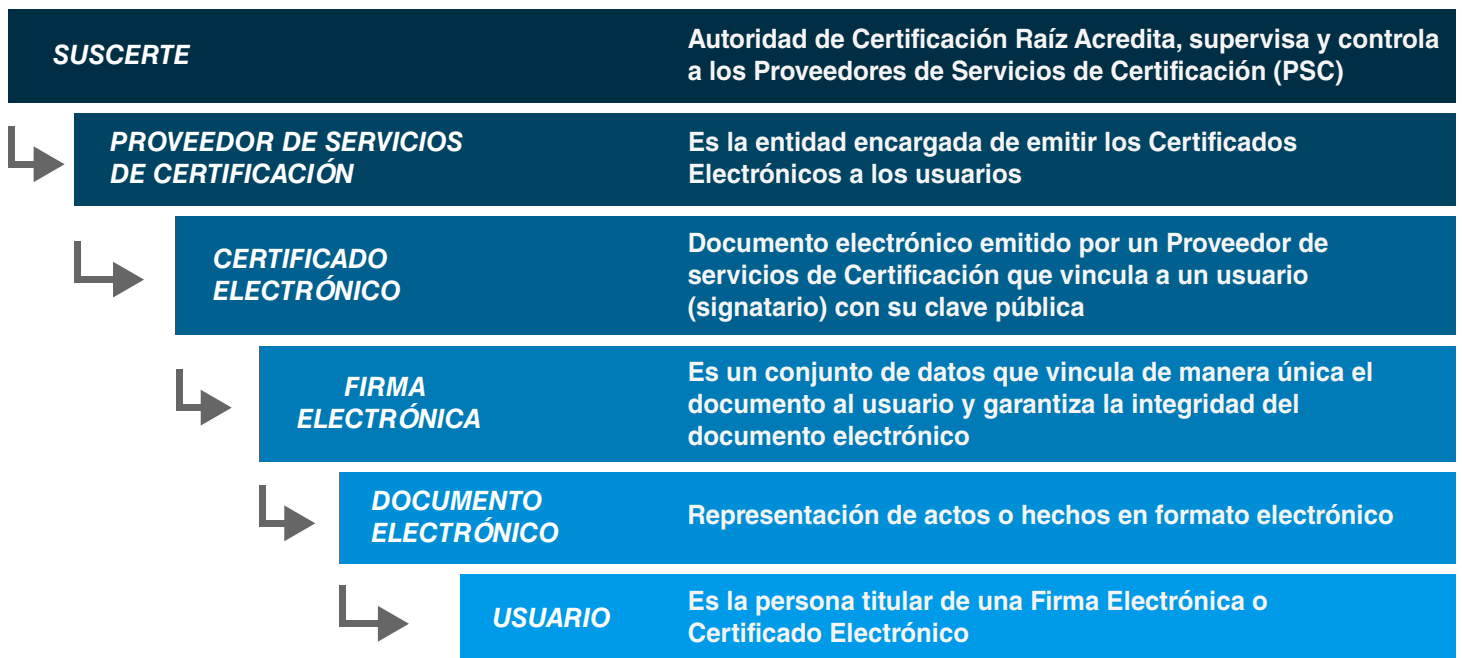 SUSCERTE
Autoridad de Certificación Raíz Acredita, supervisa y controla
a los Proveedores de Servicios de Certificación (PSC)
PROVEEDOR DE SERVICIOS
DE CERTIFICACIÓN
Es la entidad encargada de emitir los Certificados
Electrónicos a los usuarios
CERTIFICADO
ELECTRÓNICO
Documento electrónico emitido por un Proveedor de
servicios de Certificación que vincula a un usuario
(signatario) con su clave pública
FIRMA
ELECTRÓNICA
Es un conjunto de datos que vincula de manera única el
documento al usuario y garantiza la integridad del
documento electrónico
DOCUMENTO
ELECTRÓNICO
Representación de actos o hechos en formato electrónico
USUARIO
Es la persona titular de una Firma Electrónica o
Certificado Electrónico